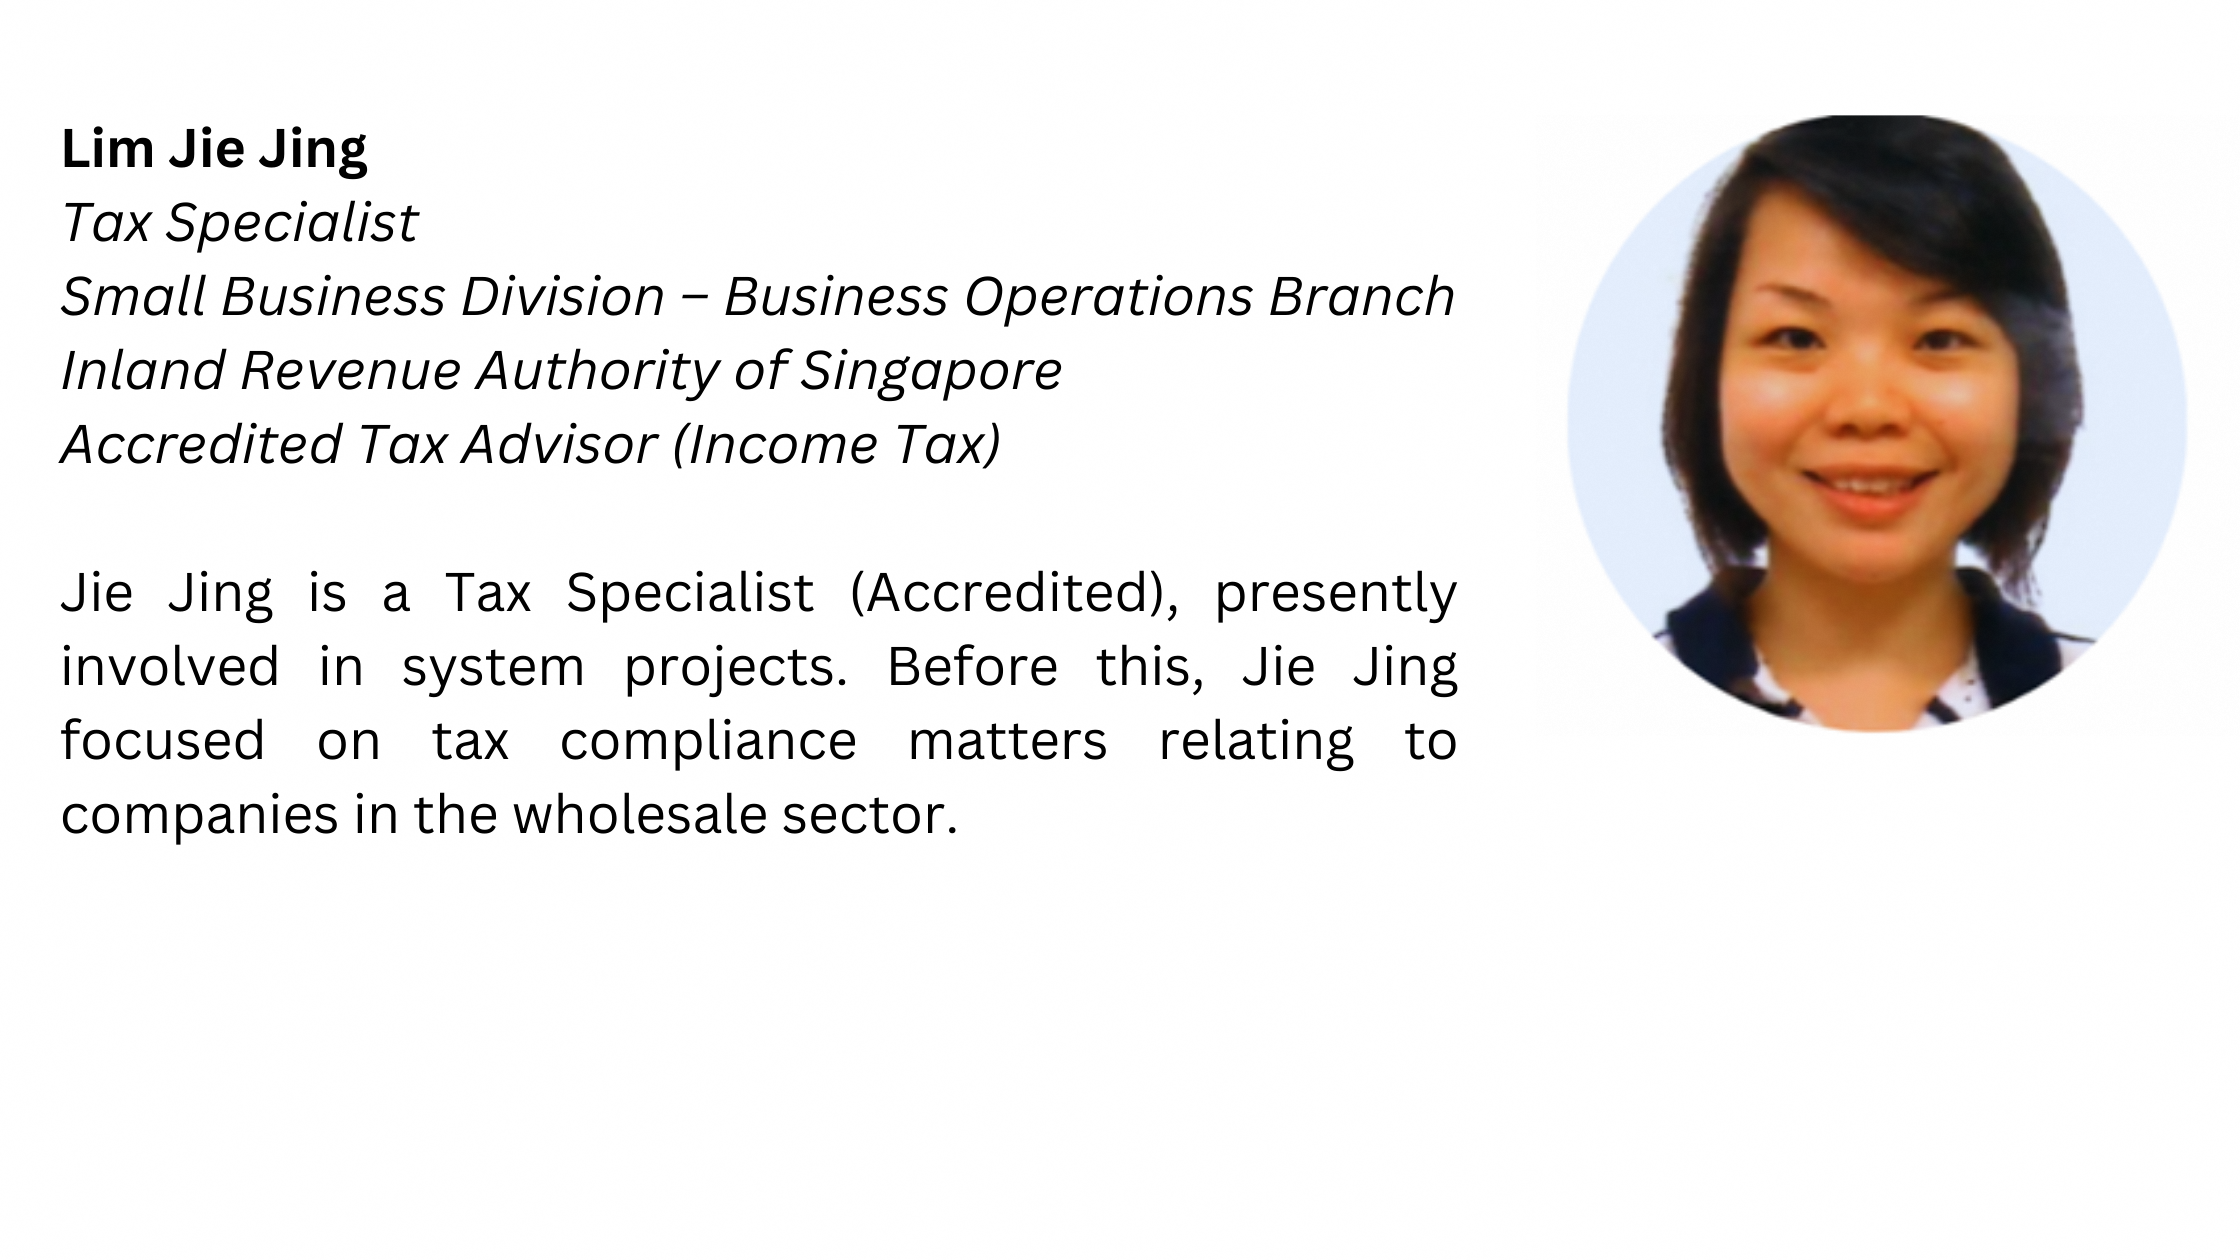 Lim Jie Jing
Tax Specialist
Small Business Division – Business Operations Branch
Inland Revenue Authority of Singapore
Accredited Tax Advisor (Income Tax)
Jie Jing is a Tax Specialist (Accredited), presently
involved in system projects. Before this, Jie Jing
focused on tax compliance matters relating to
companies in the wholesale sector.